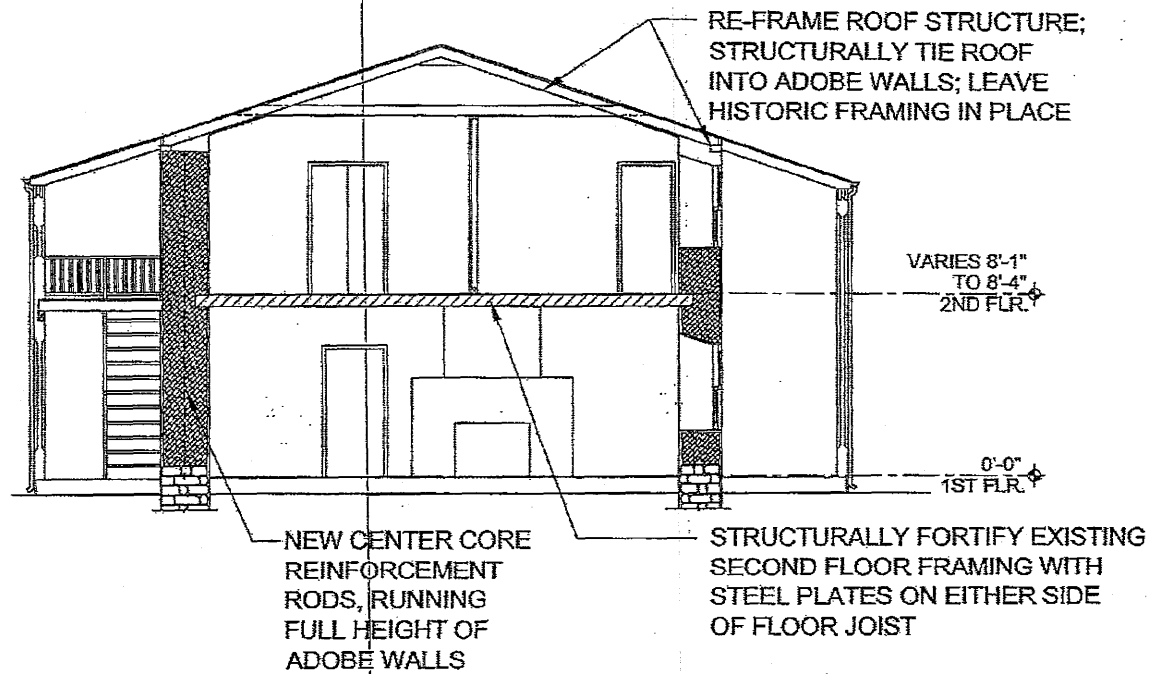 RE-FRAME ROOF STRUCTURE;
STRUCTURALLY TIE ROOF
INTO ADOBE WALLS; LEAVE
HISTORIC FRAMING IN PLACE
VARIES 8'-1"
TO 8'-4"
2ND FLR.
0'-0"
1ST FLR.
NEW CENTER CORE
REINFORCEMENT
RODS, RUNNING
FULL HEIGHT OF
ADOBE WALLS
STRUCTURALLY FORTIFY EXISTING
SECOND FLOOR FRAMING WITH
STEEL PLATES ON EITHER SIDE
OF FLOOR JOIST